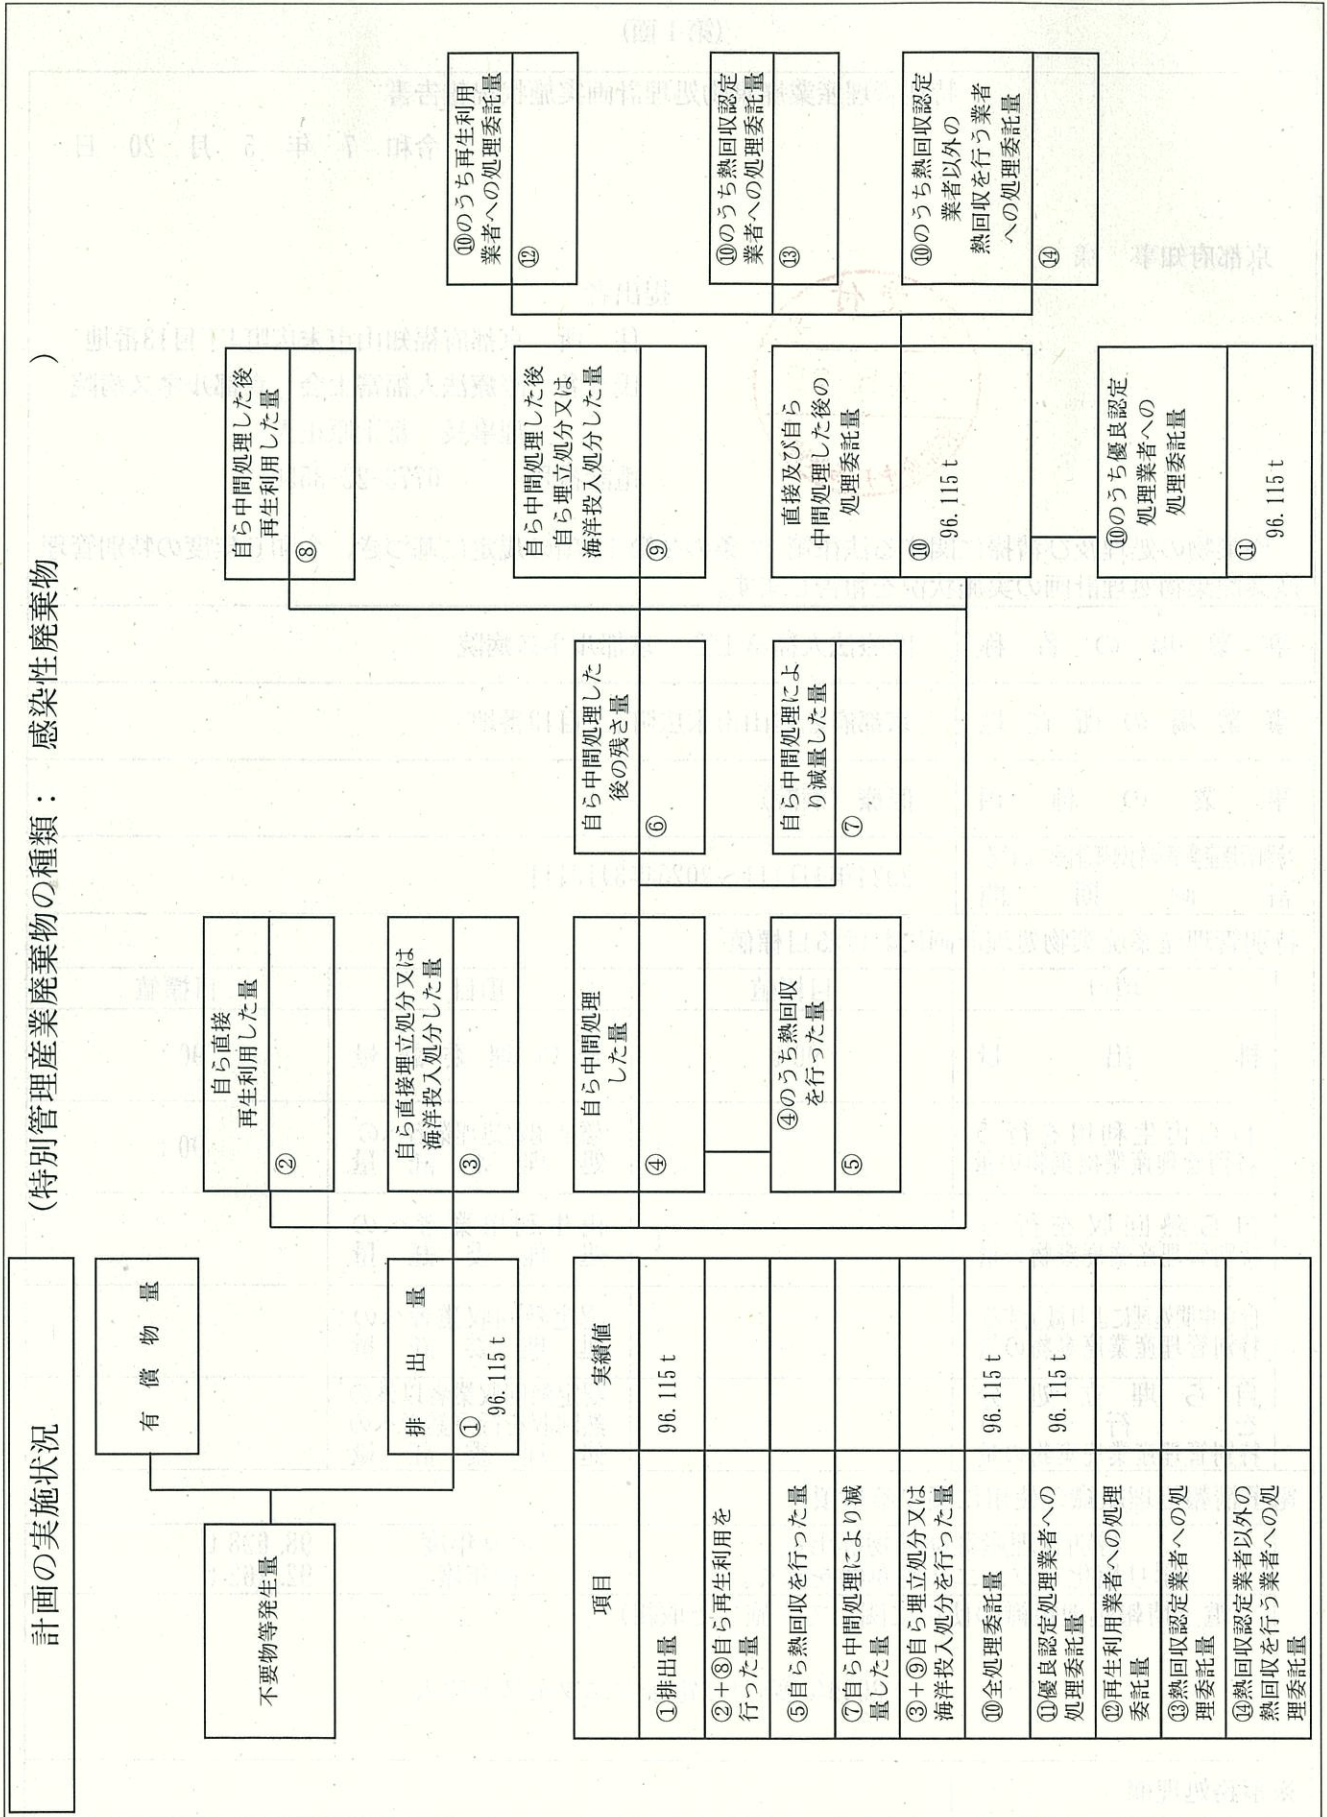 計画の実施状況
(特別管理産業廃棄物の種類： 感染性廃棄物 )
不要物等発生量
有 償 物 量
排 出 量
① 96.115 t
自ら直接
再生利用した量
②
自ら直接埋立処分又は
海洋投入処分した量
③
自ら中間処理
した量
④
④のうち熱回収
を行った量
⑤
自ら中間処理した
後の残さ量
⑥
自ら中間処理によ
り減量した量
⑦
自ら中間処理した後
再生利用した量
⑧
自ら中間処理した後
自ら埋立処分又は
海洋投入処分した量
⑨
直接及び自ら
中間処理した後の
処理委託量
⑩ 96.115 t
⑩のうち優良認定
処理業者への
処理委託量
⑪ 96.115 t
⑩のうち再生利用
業者への処理委託量
⑫
⑩のうち熱回収認定
業者への処理委託量
⑬
⑩のうち熱回収認定
業者以外の
熱回収を行う業者
への処理委託量
⑭
項目 実績値
①排出量 96.115 t
②+⑧自ら再生利用を
行った量
⑤自ら熱回収を行った量
⑦自ら中間処理により減
量した量
③+⑨自ら埋立処分又は
海洋投入処分を行った量
⑩全処理委託量 96.115 t
⑪優良認定処理業者への
処理委託量 96.115 t
⑫再生利用業者への処理
委託量
⑬熱回収認定業者への処
理委託量
⑭熱回収認定業者以外の
熱回収を行う業者への処
理委託量